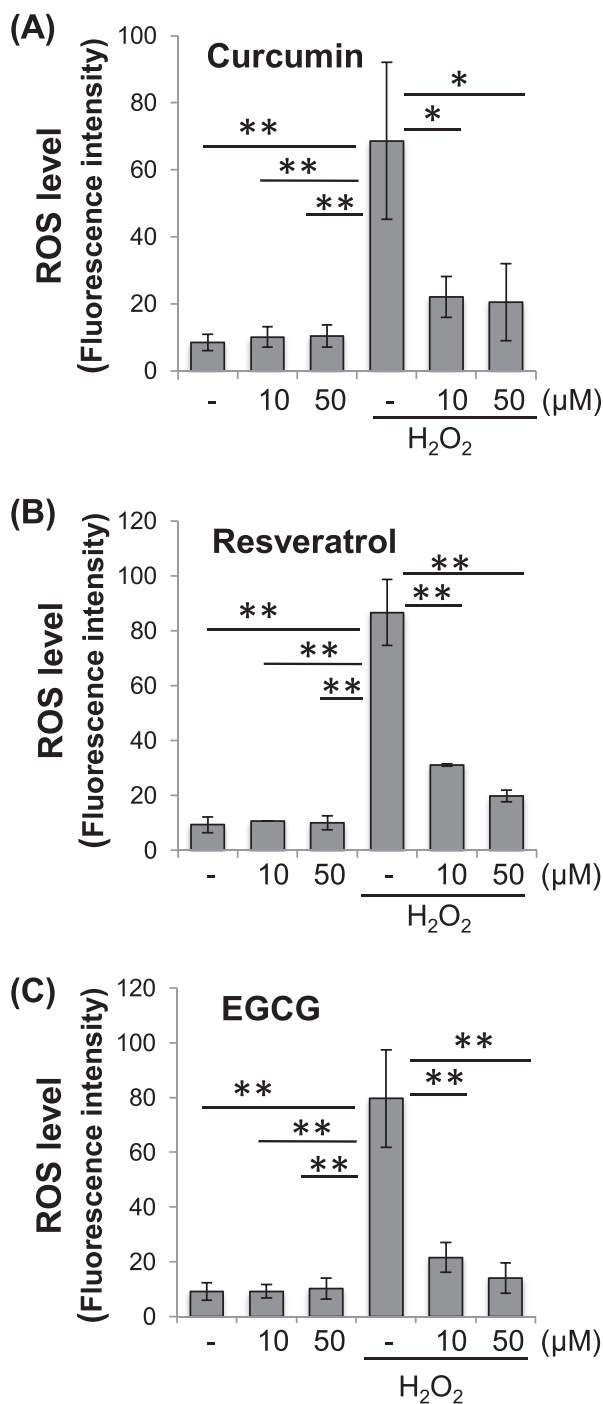 (A)
Curcumin
ROS level
(Fluorescence intensity)
100
80
60
40
20
0
**
**
**
*
*
- 10 50 - 10 50 (µM)
H₂O₂
(B)
Resveratrol
ROS level
(Fluorescence intensity)
120
100
80
60
40
20
0
**
**
**
**
**
- 10 50 - 10 50 (µM)
H₂O₂
(C)
EGCG
ROS level
(Fluorescence intensity)
120
100
80
60
40
20
0
**
**
**
**
**
- 10 50 - 10 50 (µM)
H₂O₂